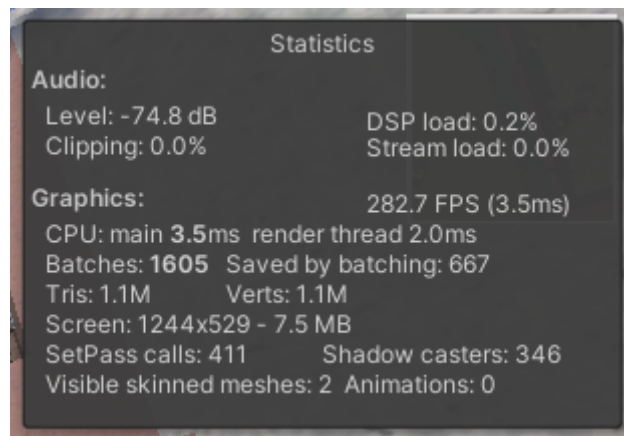 Statistics
Audio:
Level: -74.8 dB
DSP load: 0.2%
Clipping: 0.0%
Stream load: 0.0%
Graphics:
282.7 FPS (3.5ms)
CPU: main 3.5ms render thread 2.0ms
Batches: 1605 Saved by batching: 667
Tris: 1.1M Verts: 1.1M
Screen: 1244x529 - 7.5 MB
SetPass calls: 411 Shadow casters: 346
Visible skinned meshes: 2 Animations: 0